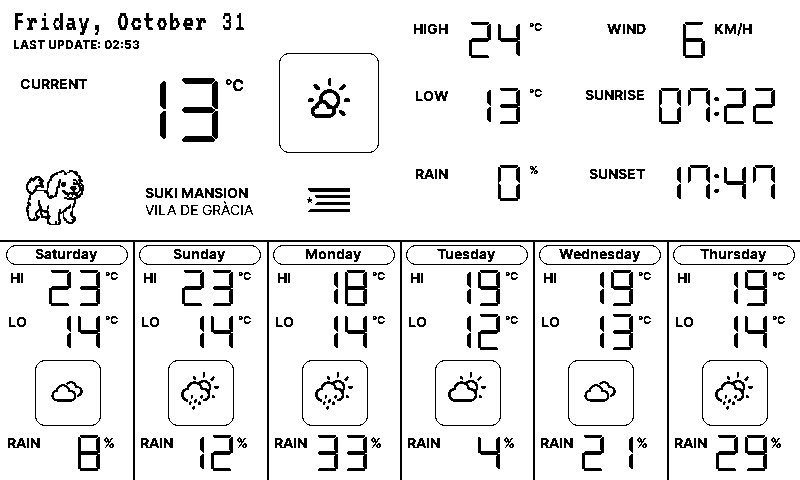 Friday, October 31
LAST UPDATE: 02:53
CURRENT 13 °C
SUKI MANSION
VILA DE GRÀCIA
HIGH 24 °C
LOW 13 °C
RAIN 0 %
WIND 6 KM/H
SUNRISE 07:22
SUNSET 17:47
Saturday
HI 23 °C
LO 14 °C
RAIN 8 %
Sunday
HI 23 °C
LO 14 °C
RAIN 12 %
Monday
HI 18 °C
LO 14 °C
RAIN 33 %
Tuesday
HI 19 °C
LO 12 °C
RAIN 4 %
Wednesday
HI 19 °C
LO 13 °C
RAIN 21 %
Thursday
HI 19 °C
LO 14 °C
RAIN 29 %